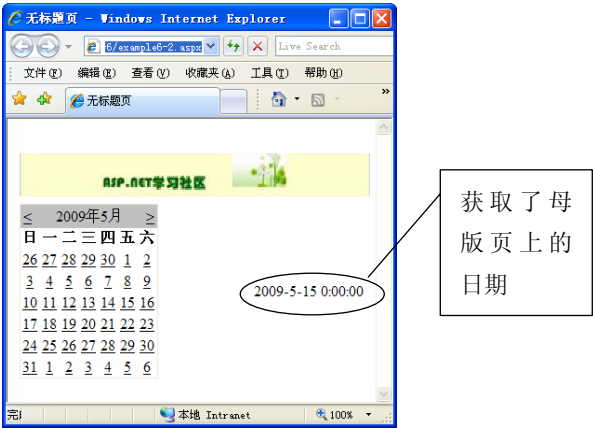 无标题页 - Windows Internet Explorer
6/example6-2.aspx
Live Search
文件(F) 编辑(E) 查看(V) 收藏夹(A) 工具(T) 帮助(H)
无标题页
»
ASP.NET学习社区
< 2009年5月 >
日 一 二 三 四 五 六
26 27 28 29 30 1 2
3 4 5 6 7 8 9
10 11 12 13 14 15 16
17 18 19 20 21 22 23
24 25 26 27 28 29 30
31 1 2 3 4 5 6
2009-5-15 0:00:00
获取了母
版页上的
日期
本地 Intranet
100%